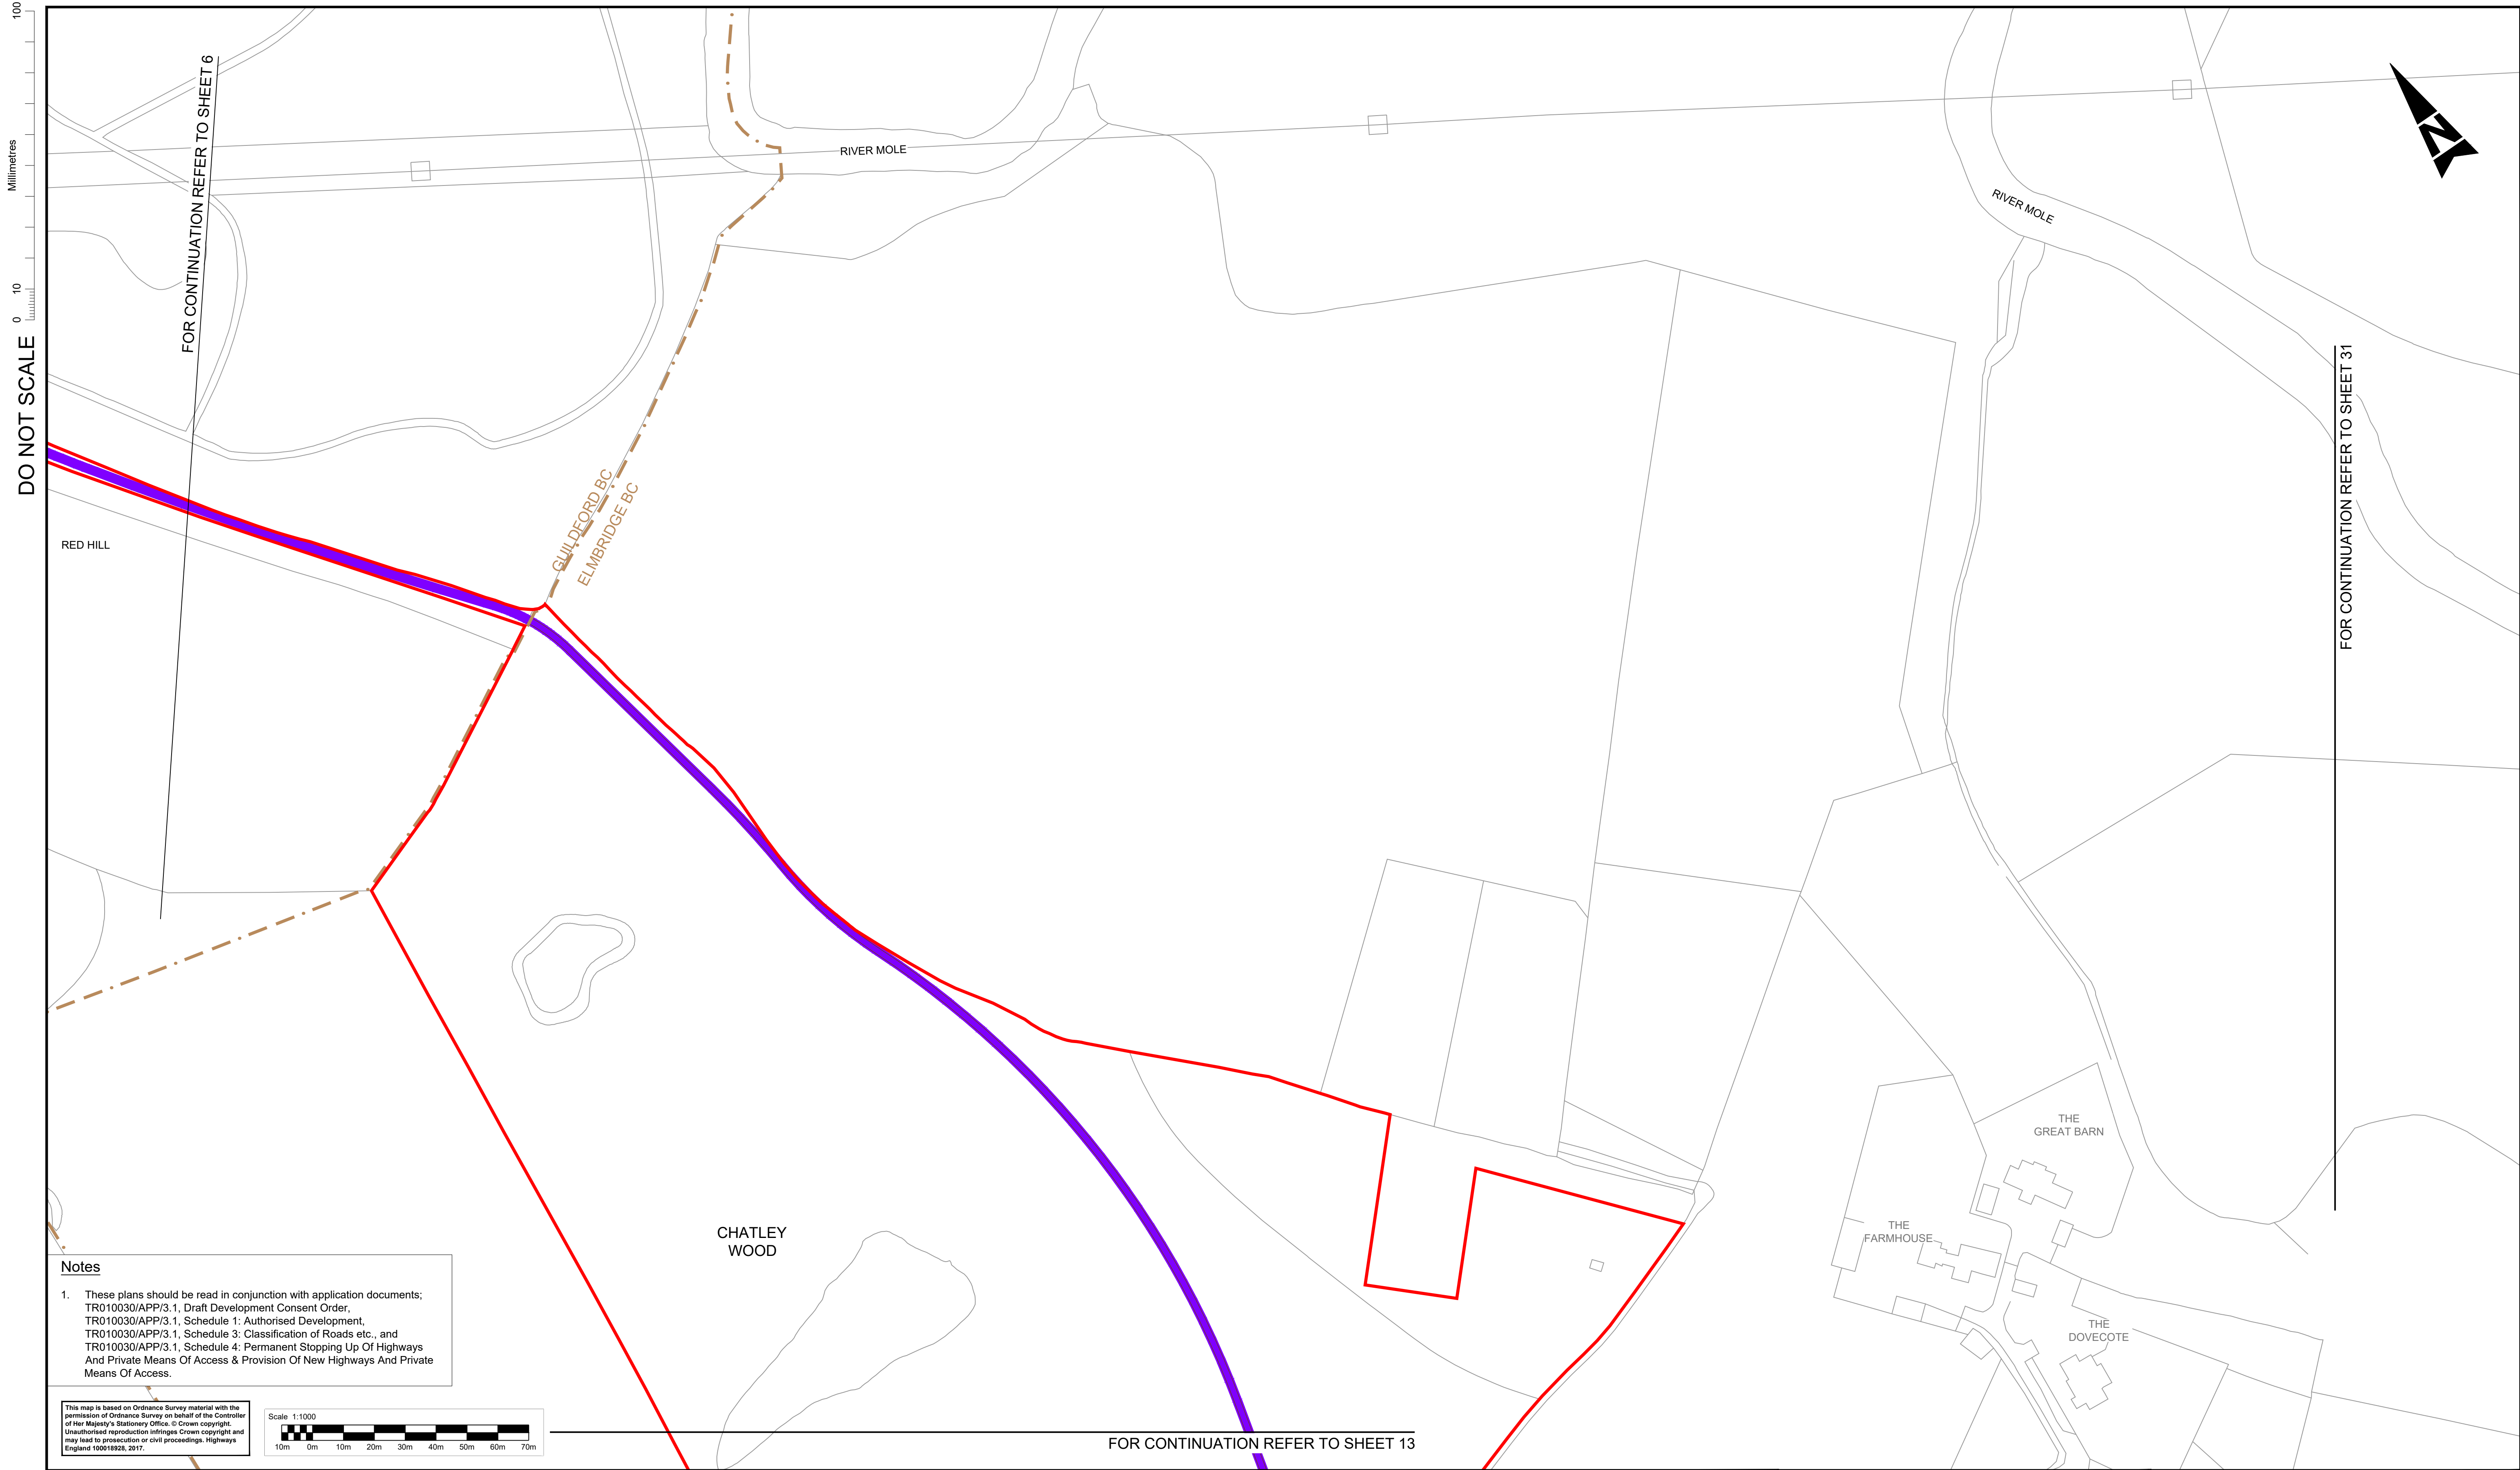 100
Millimetres
10
0
DO NOT SCALE
FOR CONTINUATION REFER TO SHEET 6
RIVER MOLE
RIVER MOLE
N
FOR CONTINUATION REFER TO SHEET 31
GUILDFORD BC
ELMBRIDGE BC
RED HILL
THE
GREAT BARN
THE
FARMHOUSE
THE
DOVECOTE
CHATLEY
WOOD
Notes
1. These plans should be read in conjunction with application documents;
TR010030/APP/3.1, Draft Development Consent Order,
TR010030/APP/3.1, Schedule 1: Authorised Development,
TR010030/APP/3.1, Schedule 3: Classification of Roads etc., and
TR010030/APP/3.1, Schedule 4: Permanent Stopping Up Of Highways
And Private Means Of Access & Provision Of New Highways And Private
Means Of Access.
This map is based on Ordnance Survey material with the
permission of Ordnance Survey on behalf of the Controller
of Her Majesty's Stationery Office. © Crown copyright.
Unauthorised reproduction infringes Crown copyright and
may lead to prosecution or civil proceedings. Highways
England 100018928, 2017.
Scale 1:1000
10m 0m 10m 20m 30m 40m 50m 60m 70m
FOR CONTINUATION REFER TO SHEET 13